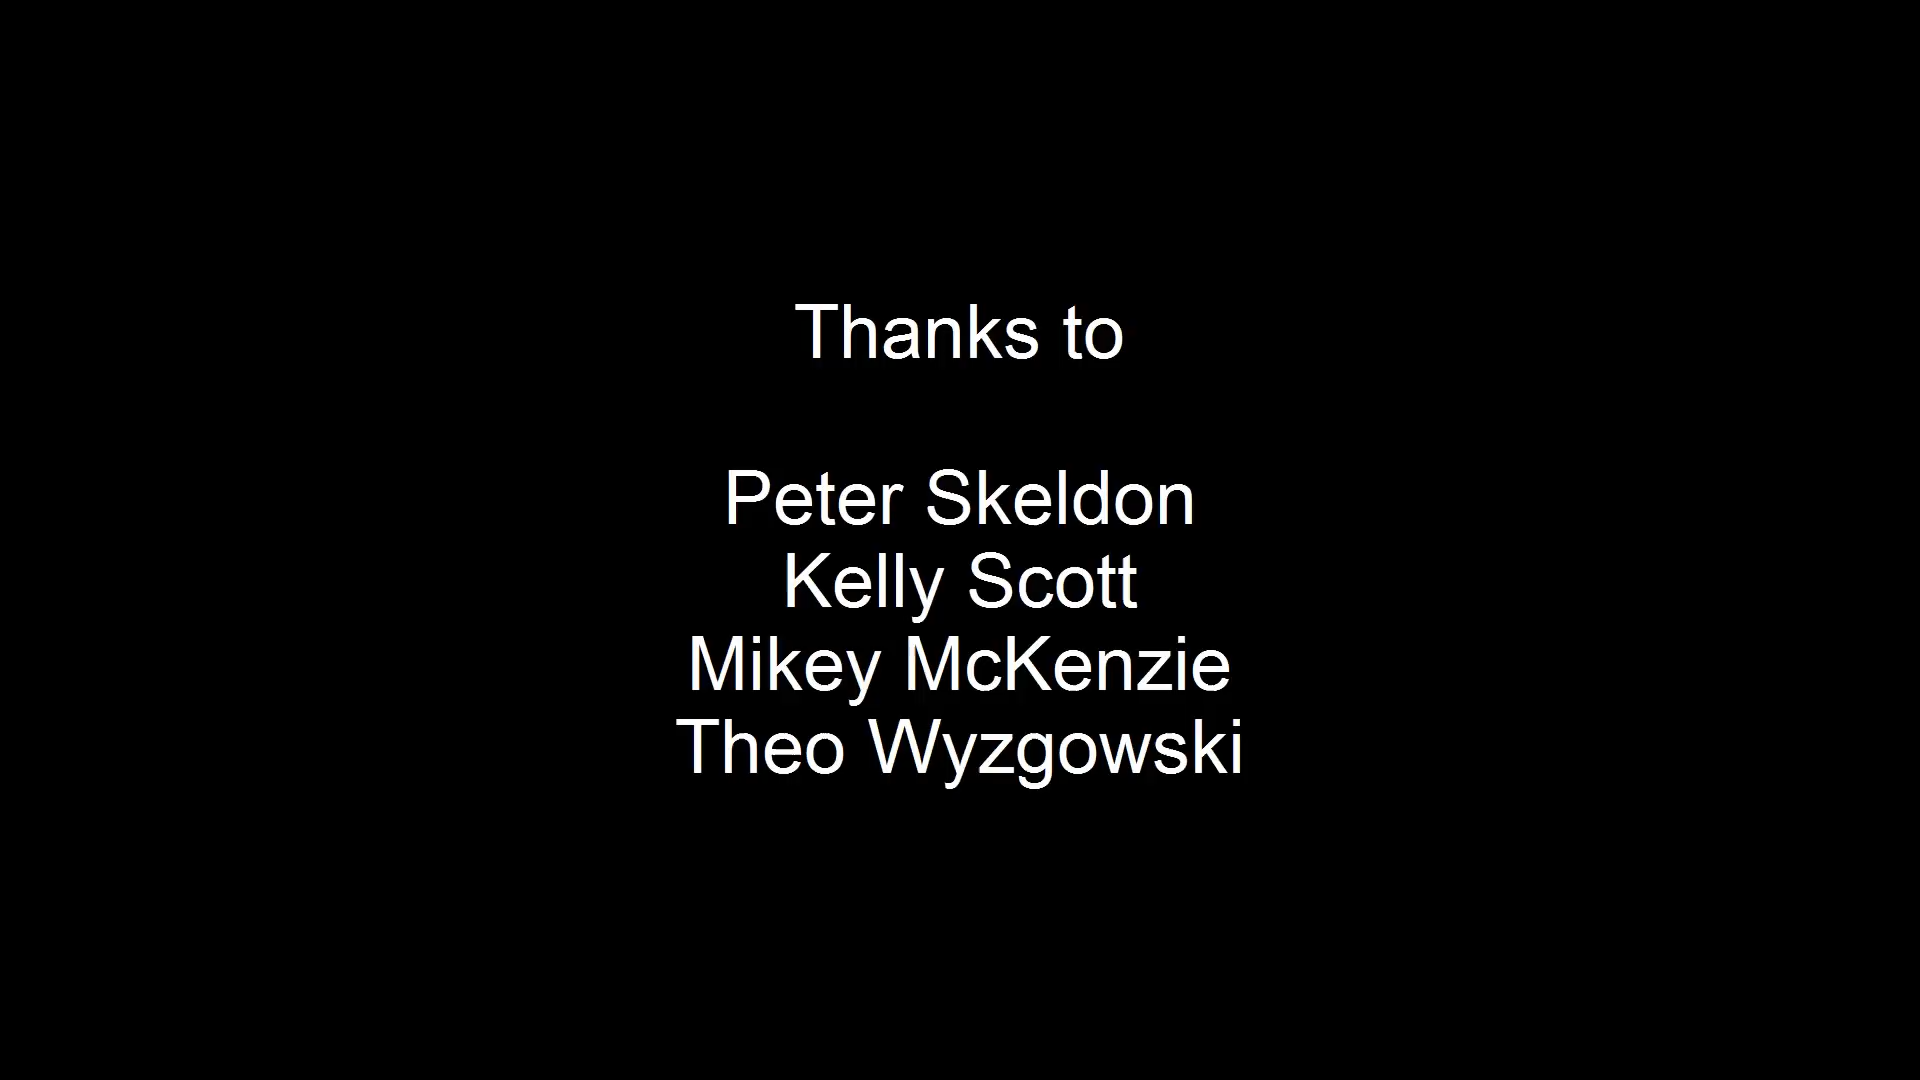 Thanks to
Peter Skeldon
Kelly Scott
Mikey McKenzie
Theo Wyzgowski